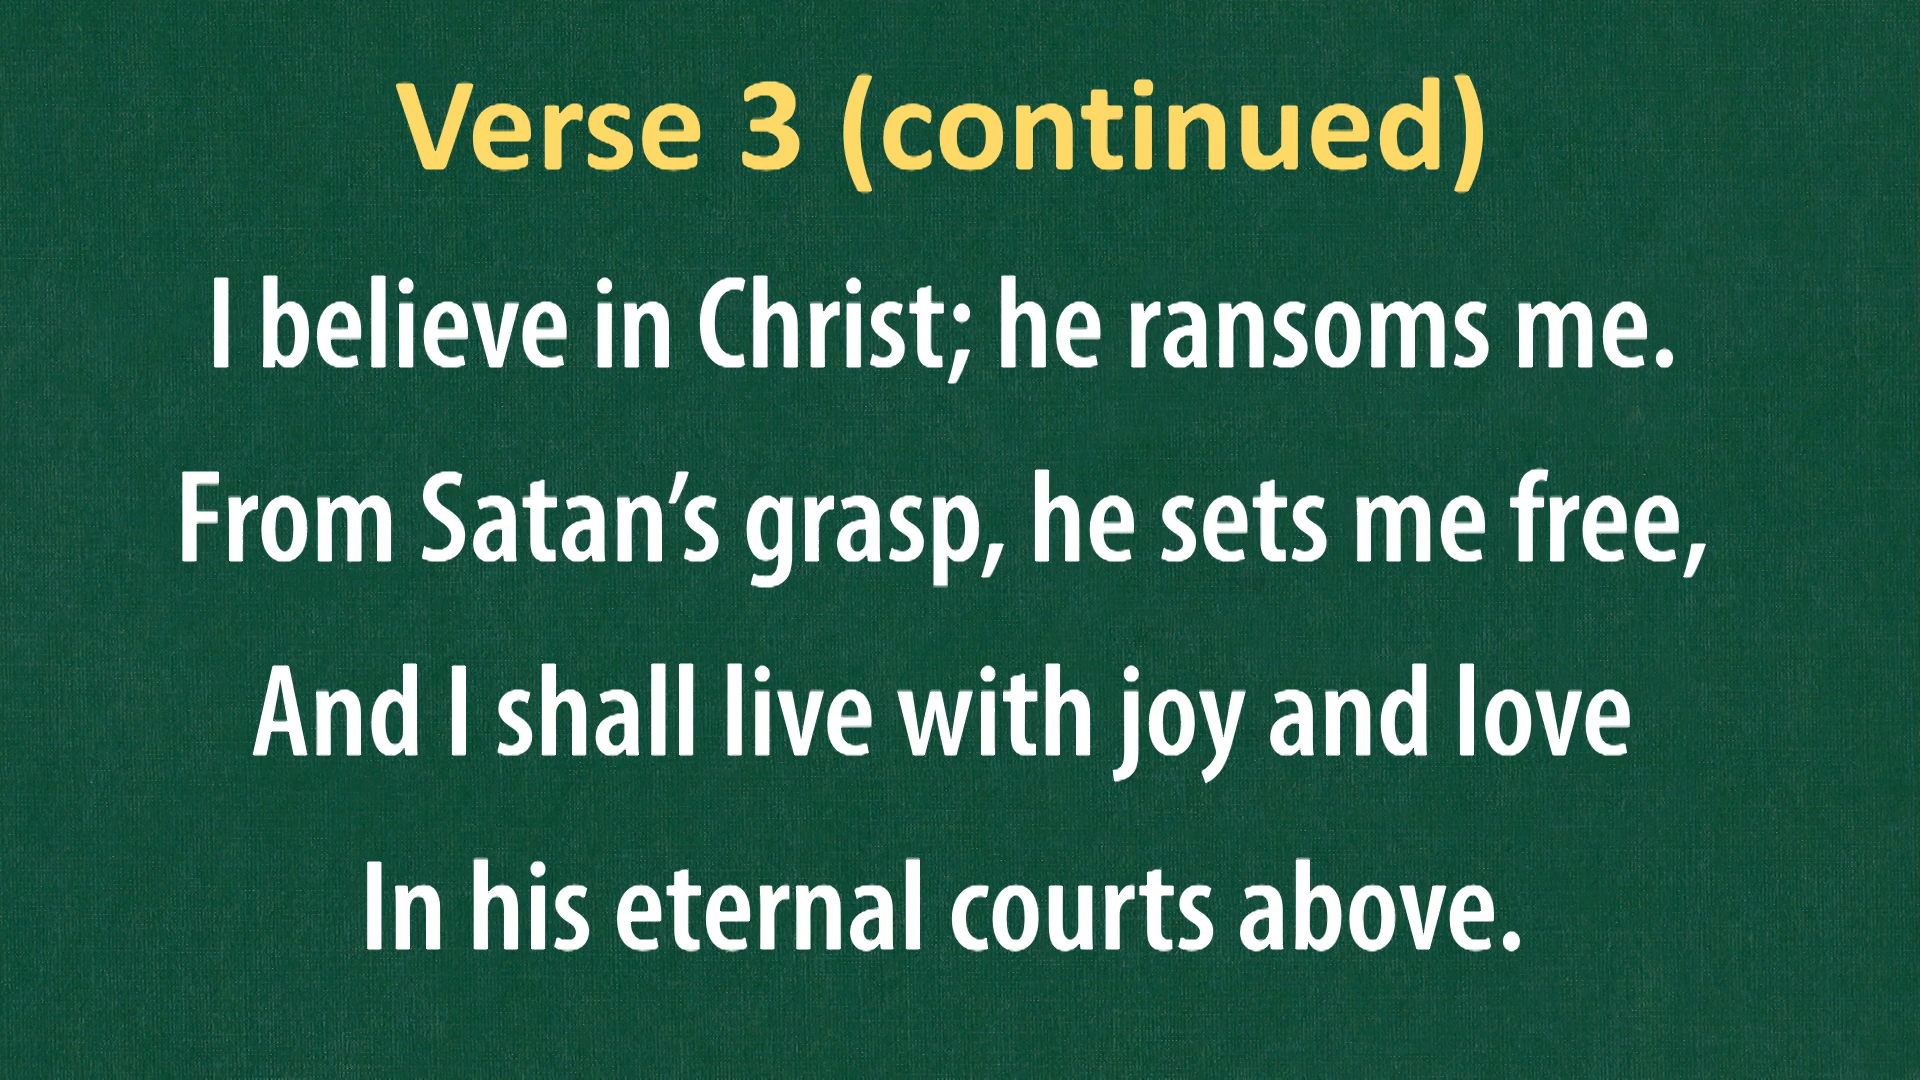 Verse 3 (continued)
I believe in Christ; he ransoms me.
From Satan’s grasp, he sets me free,
And I shall live with joy and love
In his eternal courts above.